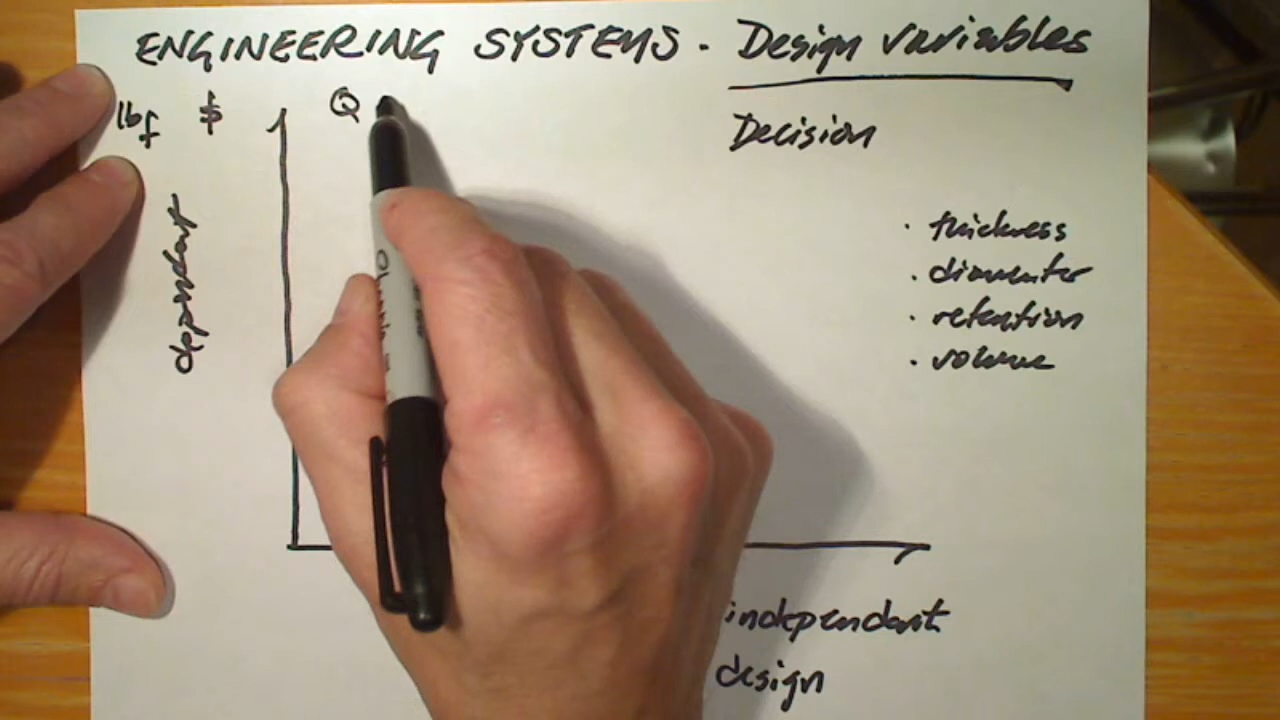 ENGINEERING SYSTEMS. Design variables
lbf $ Q
Decision
dependent
· thickness
· diameter
· retention
· volume
independent
design